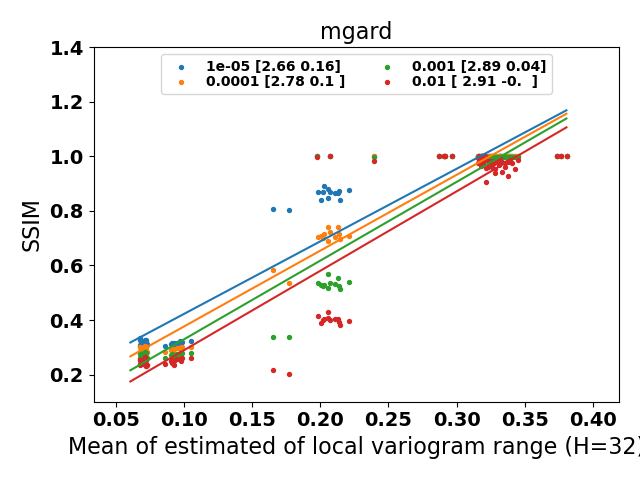 mgard
1.4
1.2
1.0
0.8
0.6
0.4
0.2
SSIM
1e-05 [2.66 0.16]
0.0001 [2.78 0.1 ]
0.001 [2.89 0.04]
0.01 [ 2.91 -0.  ]
0.05 0.10 0.15 0.20 0.25 0.30 0.35 0.40
Mean of estimated of local variogram range (H=32)